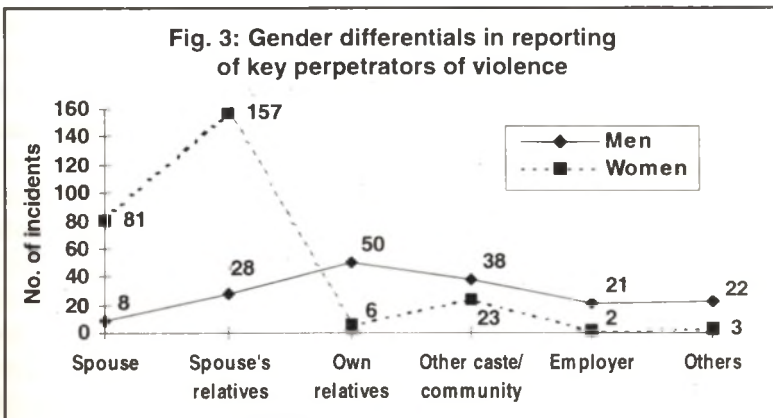 Fig. 3: Gender differentials in reporting
of key perpetrators of violence
No. of incidents
160
140
120
100
80
60
40
20
0
81
157
6
23
2
3
8
28
50
38
21
22
Men
Women
Spouse
Spouse's
relatives
Own
relatives
Other caste/
community
Employer
Others